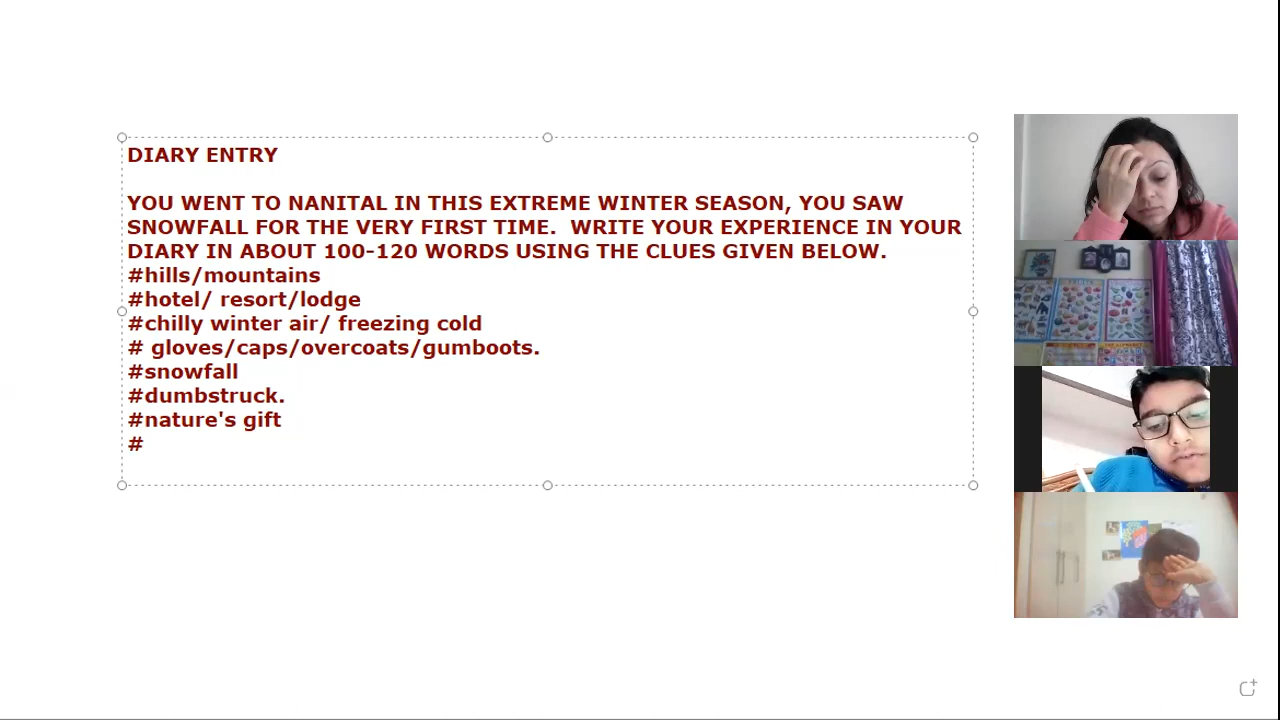 DIARY ENTRY
YOU WENT TO NANITAL IN THIS EXTREME WINTER SEASON, YOU SAW
SNOWFALL FOR THE VERY FIRST TIME.  WRITE YOUR EXPERIENCE IN YOUR
DIARY IN ABOUT 100-120 WORDS USING THE CLUES GIVEN BELOW.
#hills/mountains
#hotel/ resort/lodge
#chilly winter air/ freezing cold
# gloves/caps/overcoats/gumboots.
#snowfall
#dumbstruck.
#nature's gift
#